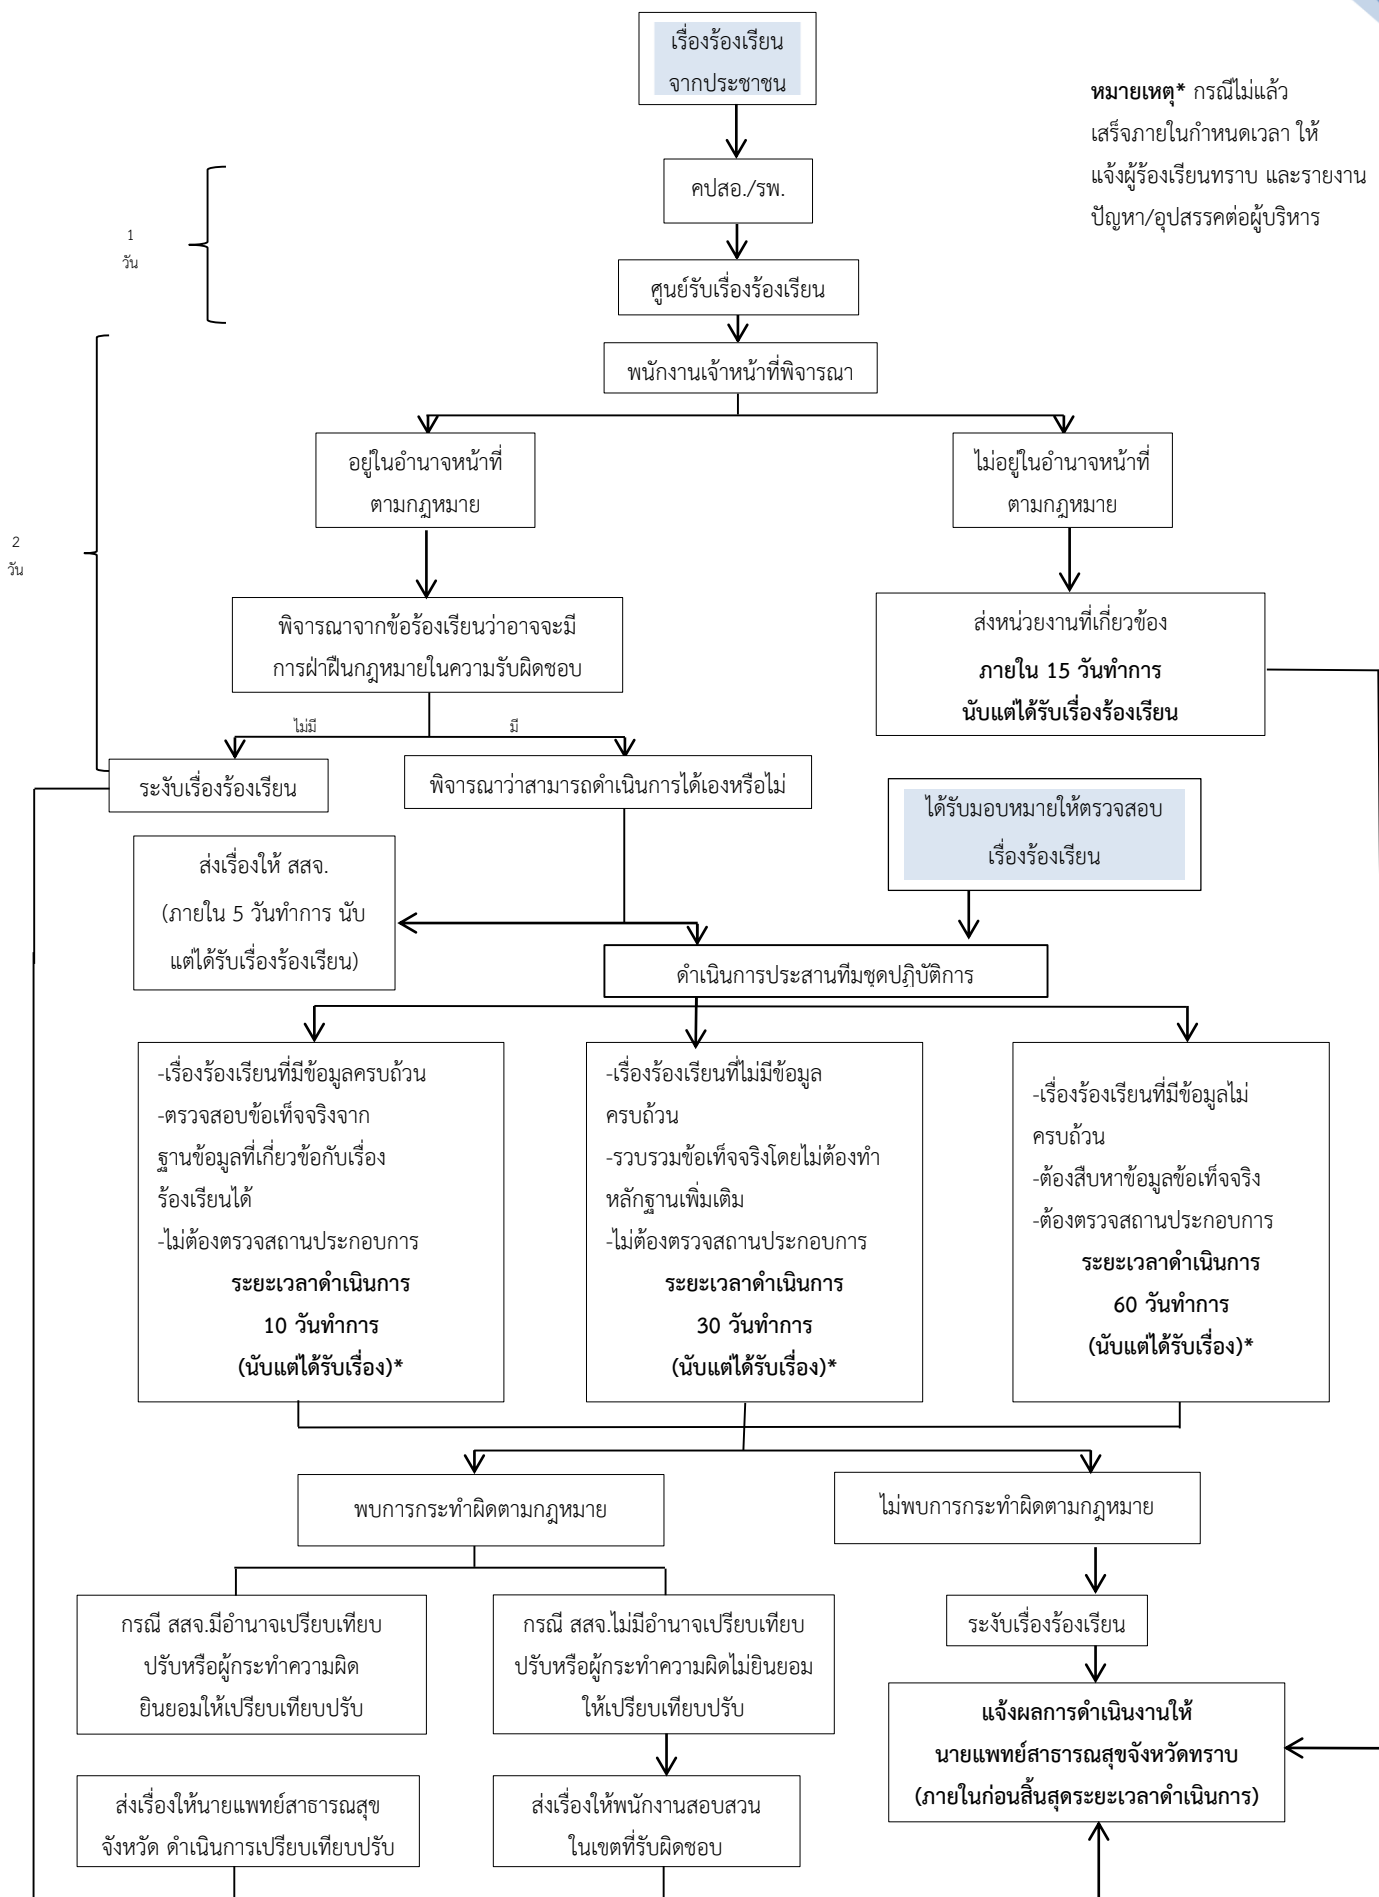 เรื่องร้องเรียน
จากประชาชน
หมายเหตุ* กรณีไม่แล้ว
เสร็จภายในกำหนดเวลา ให้
แจ้งผู้ร้องเรียนทราบ และรายงาน
ปัญหา/อุปสรรคต่อผู้บริหาร
คปสอ./รพ.
1
วัน
ศูนย์รับเรื่องร้องเรียน
พนักงานเจ้าหน้าที่พิจารณา
อยู่ในอำนาจหน้าที่
ตามกฎหมาย
ไม่อยู่ในอำนาจหน้าที่
ตามกฎหมาย
2
วัน
พิจารณาจากข้อร้องเรียนว่าอาจจะมี
การฝ่าฝืนกฎหมายในความรับผิดชอบ
ส่งหน่วยงานที่เกี่ยวข้อง
ภายใน 15 วันทำการ
นับแต่ได้รับเรื่องร้องเรียน
ไม่มี
มี
ระงับเรื่องร้องเรียน
พิจารณาว่าสามารถดำเนินการได้เองหรือไม่
ได้รับมอบหมายให้ตรวจสอบ
เรื่องร้องเรียน
ส่งเรื่องให้ สสจ.
(ภายใน 5 วันทำการ นับ
แต่ได้รับเรื่องร้องเรียน)
ดำเนินการประสานทีมชุดปฏิบัติการ
-เรื่องร้องเรียนที่มีข้อมูลครบถ้วน
-ตรวจสอบข้อเท็จจริงจาก
ฐานข้อมูลที่เกี่ยวข้อกับเรื่อง
ร้องเรียนได้
-ไม่ต้องตรวจสถานประกอบการ
ระยะเวลาดำเนินการ
10 วันทำการ
(นับแต่ได้รับเรื่อง)*
-เรื่องร้องเรียนที่ไม่มีข้อมูล
ครบถ้วน
-รวบรวมข้อเท็จจริงโดยไม่ต้องทำ
หลักฐานเพิ่มเติม
-ไม่ต้องตรวจสถานประกอบการ
ระยะเวลาดำเนินการ
30 วันทำการ
(นับแต่ได้รับเรื่อง)*
-เรื่องร้องเรียนที่มีข้อมูลไม่
ครบถ้วน
-ต้องสืบหาข้อมูลข้อเท็จจริง
-ต้องตรวจสถานประกอบการ
ระยะเวลาดำเนินการ
60 วันทำการ
(นับแต่ได้รับเรื่อง)*
พบการกระทำผิดตามกฎหมาย
ไม่พบการกระทำผิดตามกฎหมาย
กรณี สสจ.มีอำนาจเปรียบเทียบ
ปรับหรือผู้กระทำความผิด
ยินยอมให้เปรียบเทียบปรับ
กรณี สสจ.ไม่มีอำนาจเปรียบเทียบ
ปรับหรือผู้กระทำความผิดไม่ยินยอม
ให้เปรียบเทียบปรับ
ระงับเรื่องร้องเรียน
แจ้งผลการดำเนินงานให้
นายแพทย์สาธารณสุขจังหวัดทราบ
(ภายในก่อนสิ้นสุดระยะเวลาดำเนินการ)
ส่งเรื่องให้นายแพทย์สาธารณสุข
จังหวัด ดำเนินการเปรียบเทียบปรับ
ส่งเรื่องให้พนักงานสอบสวน
ในเขตที่รับผิดชอบ